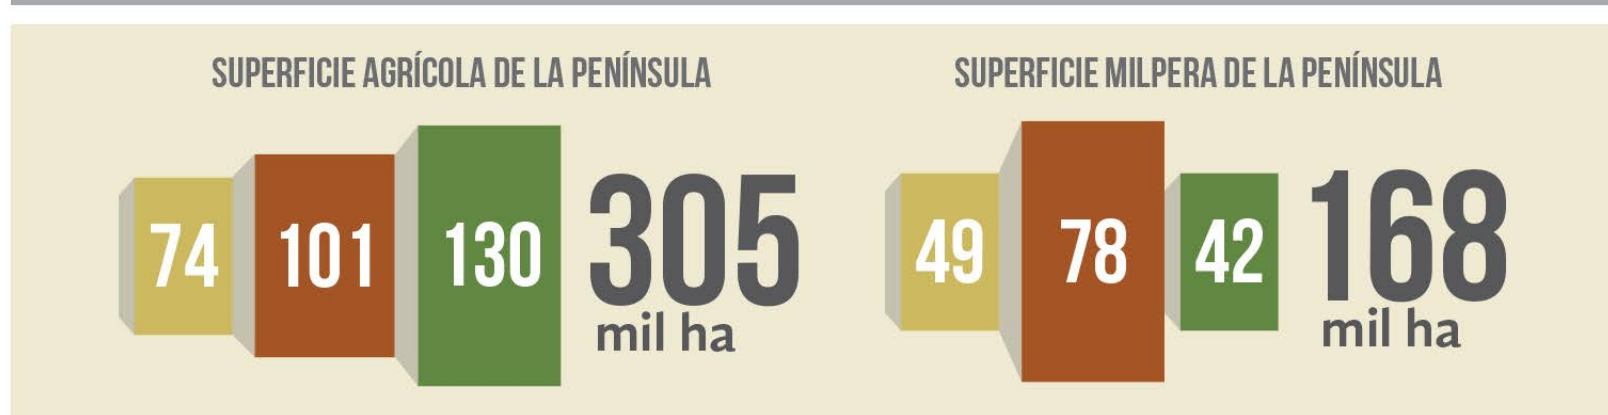 SUPERFICIE AGRÍCOLA DE LA PENÍNSULA
74 101 130 305
mil ha
SUPERFICIE MILPERA DE LA PENÍNSULA
49 78 42 168
mil ha